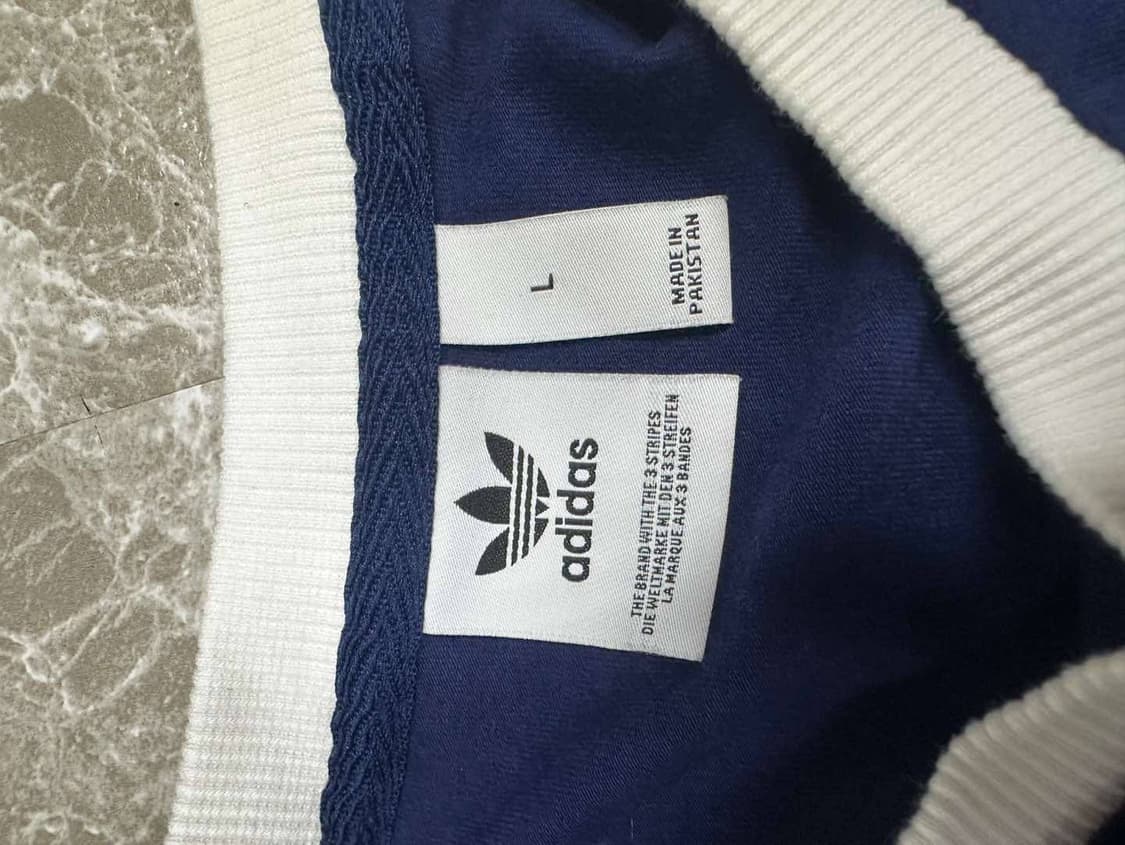 L
MADE IN
PAKISTAN
adidas
THE BRAND WITH THE 3 STRIPES
DIE WELTMARKE MIT DEN 3 STREIFEN
LA MARQUE AUX 3 BANDES